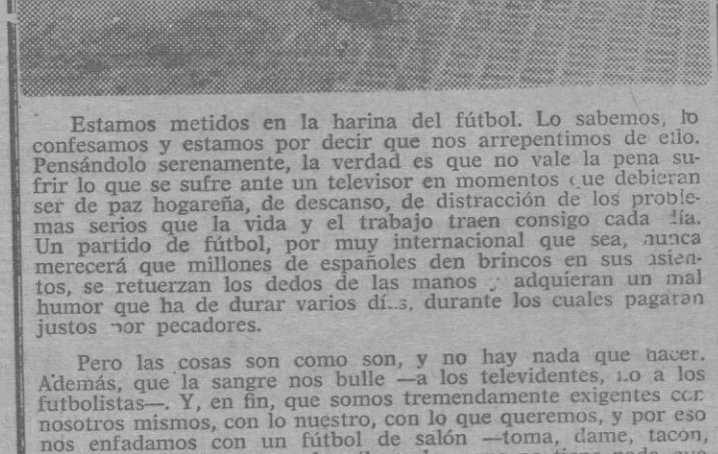 Estamos metidos en la harina del fútbol. Lo sabemos, lo
confesamos y estamos por decir que nos arrepentimos de ello.
Pensándolo serenamente, la verdad es que no vale la pena su-
frir lo que se sufre ante un televisor en momentos que debieran
ser de paz hogareña, de descanso, de distracción de los proble-
mas serios que la vida y el trabajo traen consigo cada día.
Un partido de fútbol, por muy internacional que sea, nunca
merecerá que millones de españoles den brincos en sus asien-
tos, se retuerzan los dedos de las manos y adquieran un mal
humor que ha de durar varios días, durante los cuales pagarán
justos por pecadores.
Pero las cosas son como son, y no hay nada que hacer.
Además, que la sangre nos bulle —a los televidentes, no a los
futbolistas—. Y, en fin, que somos tremendamente exigentes con
nosotros mismos, con lo nuestro, con lo que queremos, y por eso
nos enfadamos con un fútbol de salón —toma, dame, tacón,